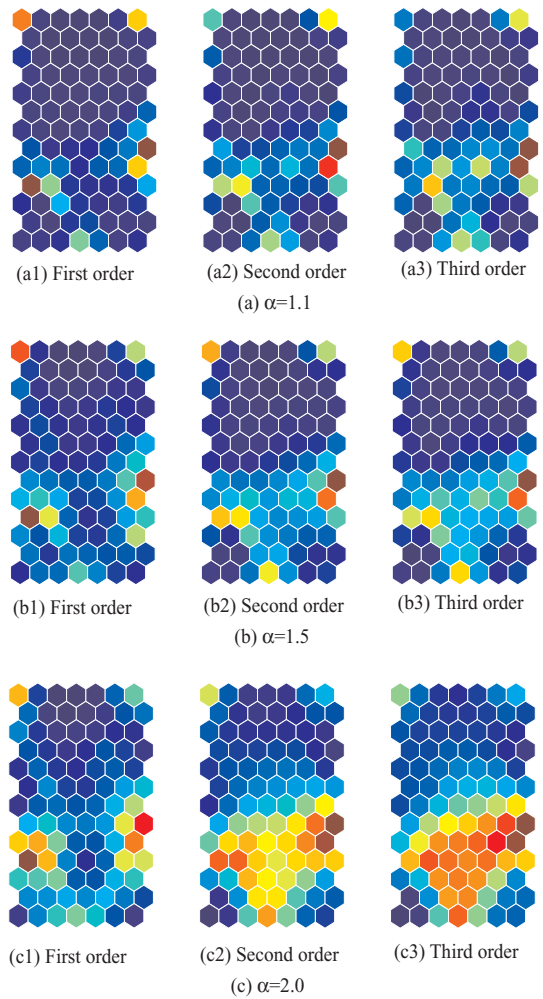 (a1) First order
(a2) Second order
(a3) Third order
(a) α=1.1
(b1) First order
(b2) Second order
(b3) Third order
(b) α=1.5
(c1) First order
(c2) Second order
(c3) Third order
(c) α=2.0